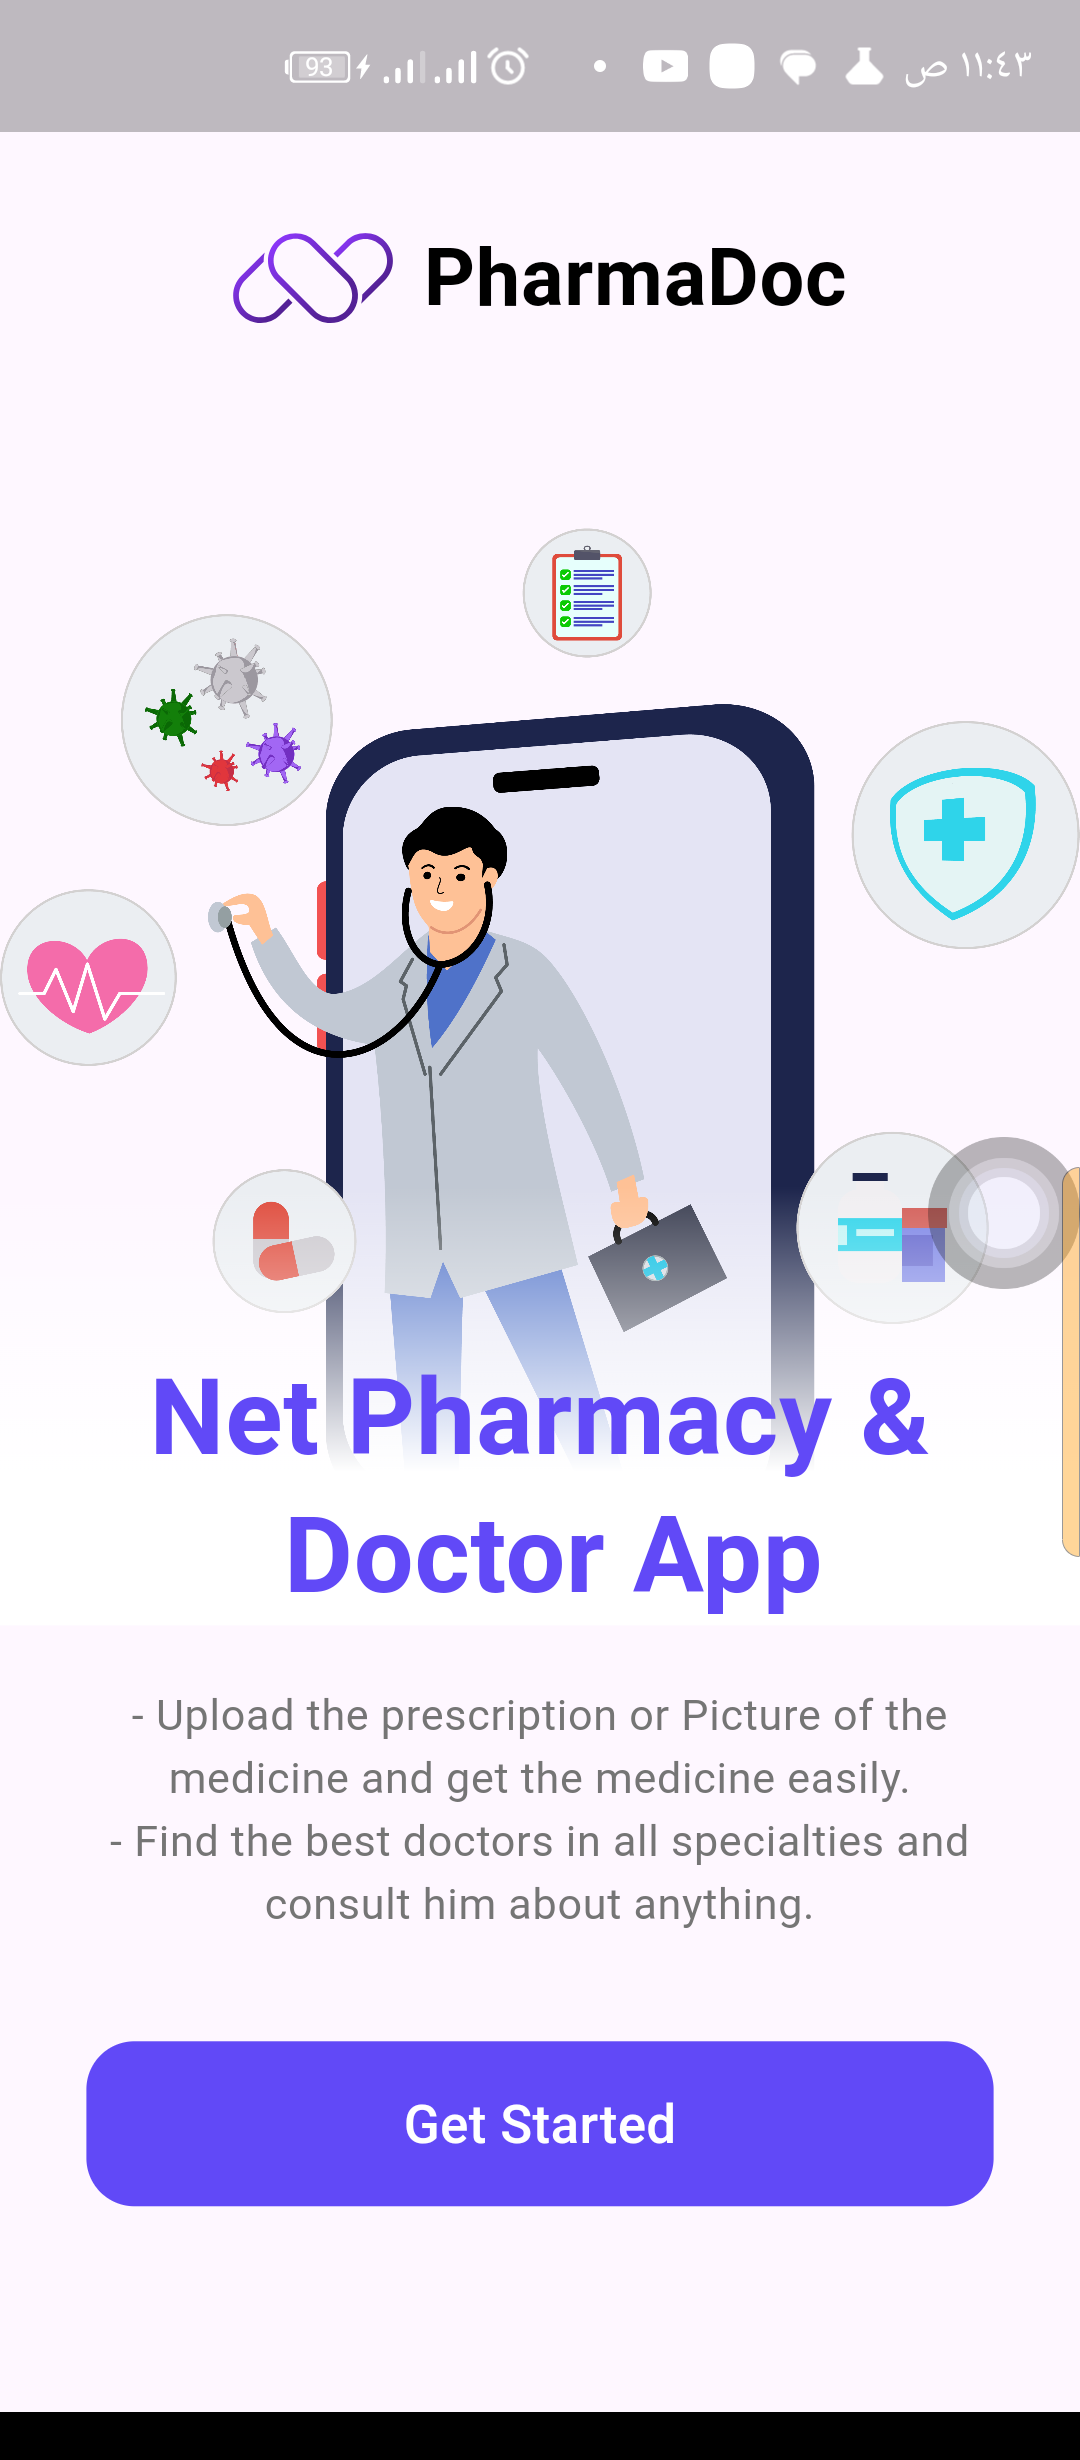 93
١١:٤٣ ص
PharmaDoc
Net Pharmacy &
Doctor App
- Upload the prescription or Picture of the
medicine and get the medicine easily.
- Find the best doctors in all specialties and
consult him about anything.
Get Started